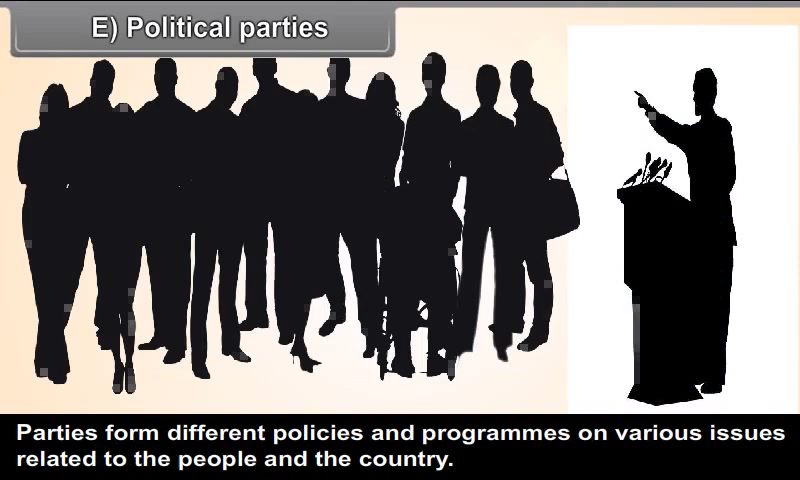 E) Political parties
Parties form different policies and programmes on various issues
related to the people and the country.